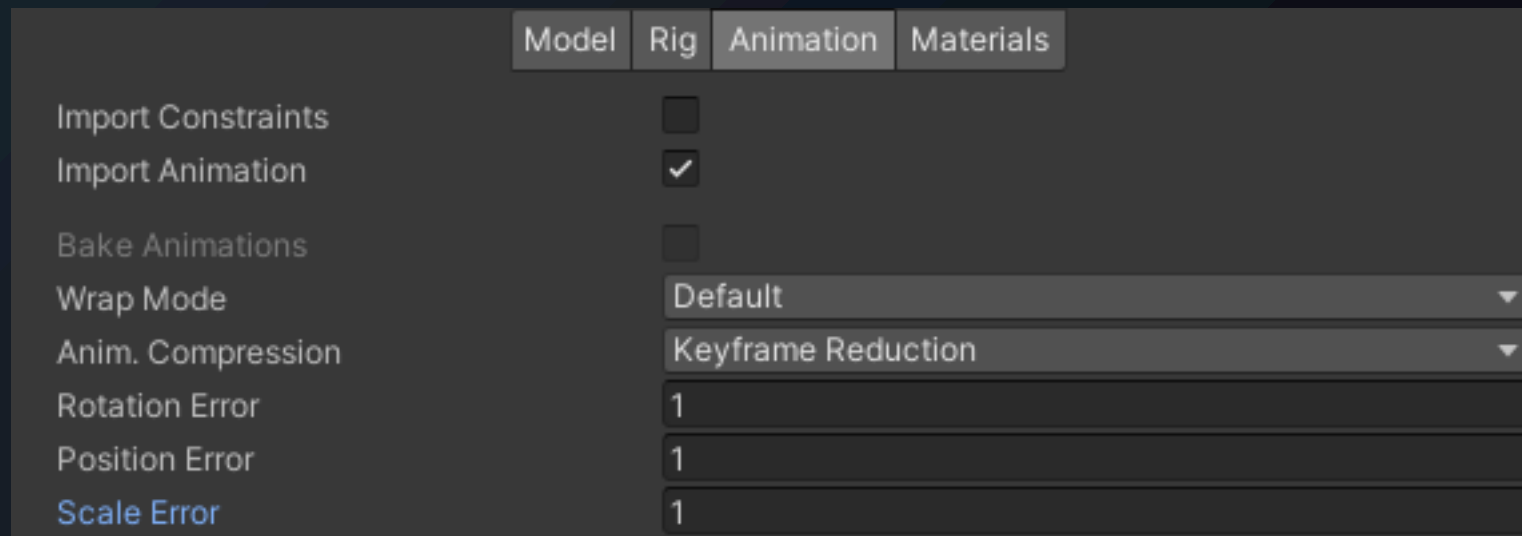 Model Rig Animation Materials
Import Constraints
Import Animation
Bake Animations
Wrap Mode Default
Anim. Compression Keyframe Reduction
Rotation Error 1
Position Error 1
Scale Error 1